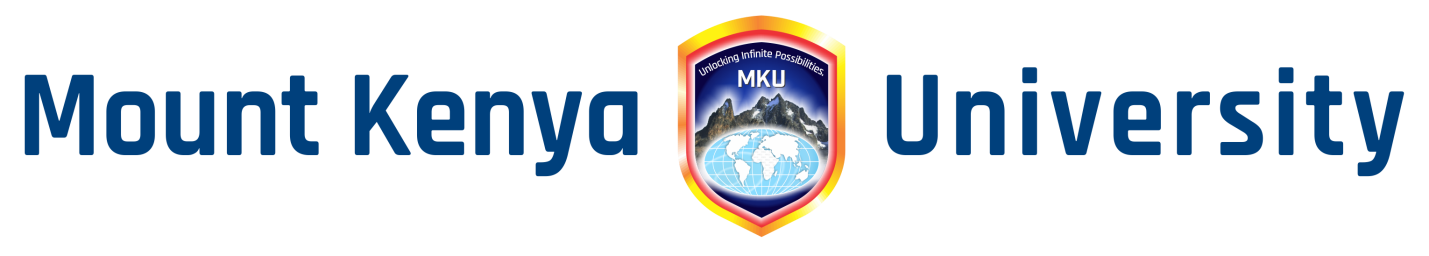 Mount Kenya
Unlocking Infinite Possibilities.
MKU
University